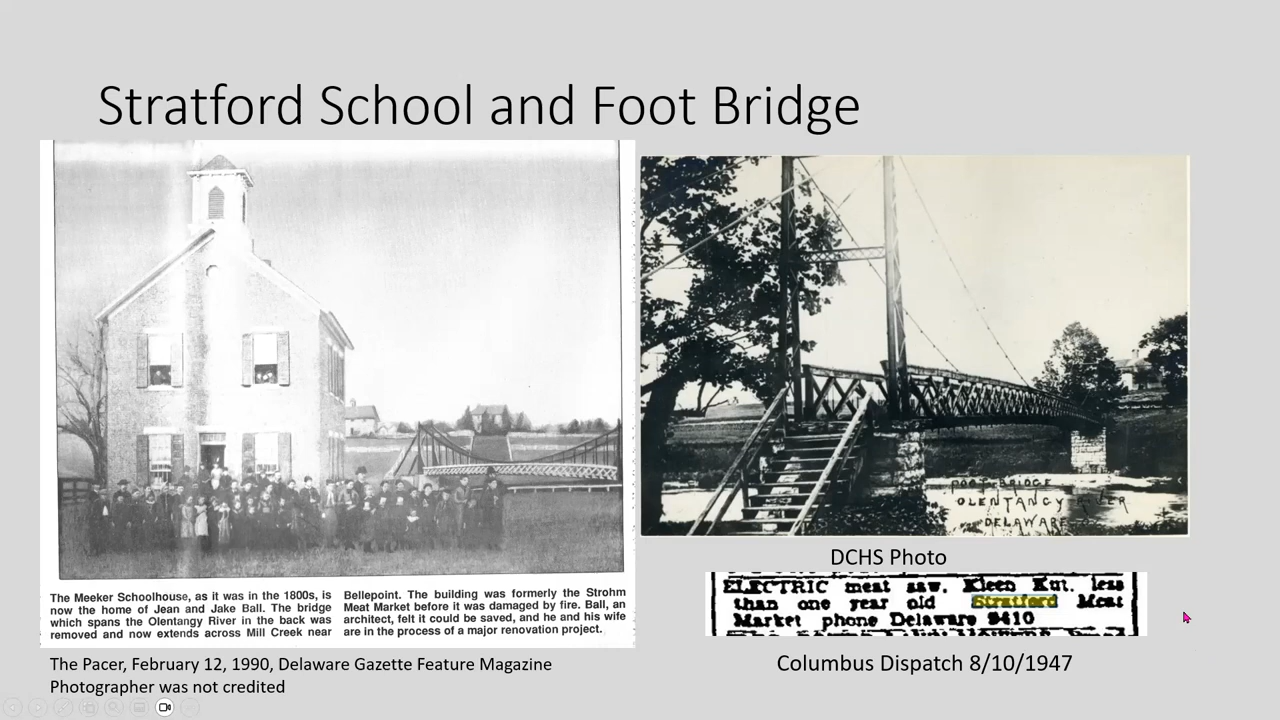 Stratford School and Foot Bridge
The Meeker Schoolhouse, as it was in the 1800s, is
now the home of Jean and Jake Ball. The bridge
which spans the Olentangy River in the back was
removed and now extends across Mill Creek near
Bellepoint. The building was formerly the Strohm
Meat Market before it was damaged by fire. Ball, an
architect, felt it could be saved, and he and his wife
are in the process of a major renovation project.
The Pacer, February 12, 1990, Delaware Gazette Feature Magazine
Photographer was not credited
FOOT BRIDGE
OLENTANGY RIVER
DELAWARE
DCHS Photo
ELECTRIC meat saw, Kleen Kut, less
than one year old Stratford Meat
Market phone Delaware 9410
Columbus Dispatch 8/10/1947